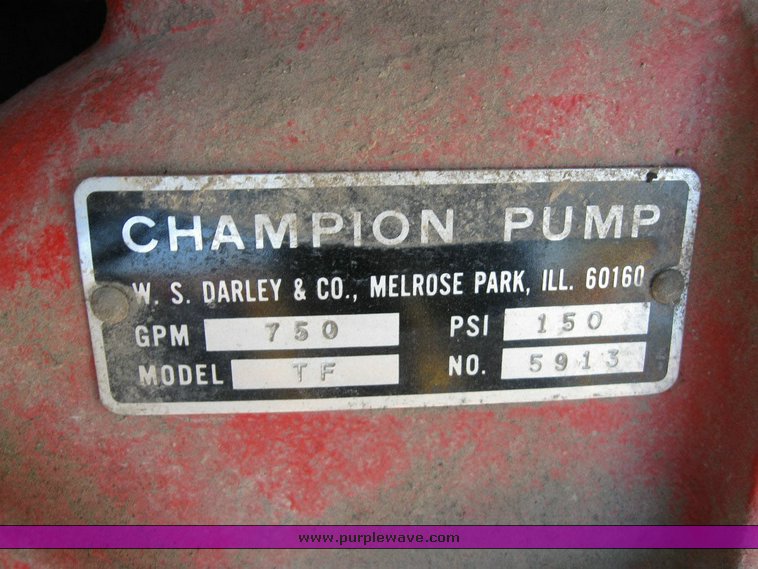 CHAMPION PUMP
W. S. DARLEY & CO., MELROSE PARK, ILL. 60160
GPM 750 PSI 150
MODEL TF NO. 5913
www.purplewave.com